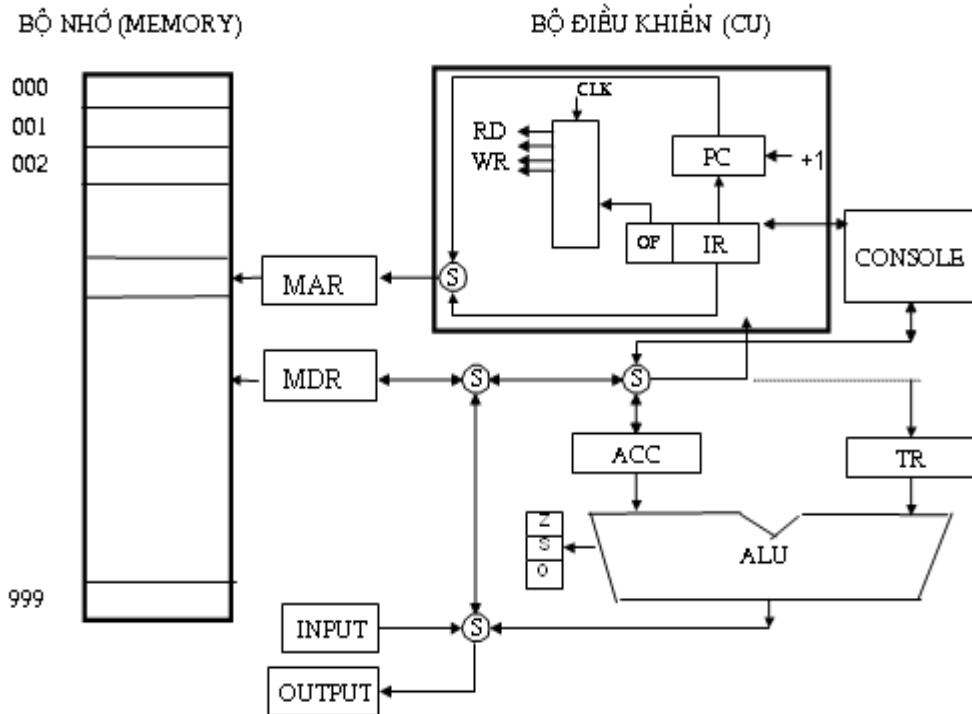 BỘ NHỚ (MEMORY)
BỘ ĐIỀU KHIỂN (CU)
000
001
002
999
CLK
RD
WR
PC
+1
OP
IR
CONSOLE
S
MAR
MDR
S
S
ACC
TR
Z
S
O
ALU
INPUT
S
OUTPUT